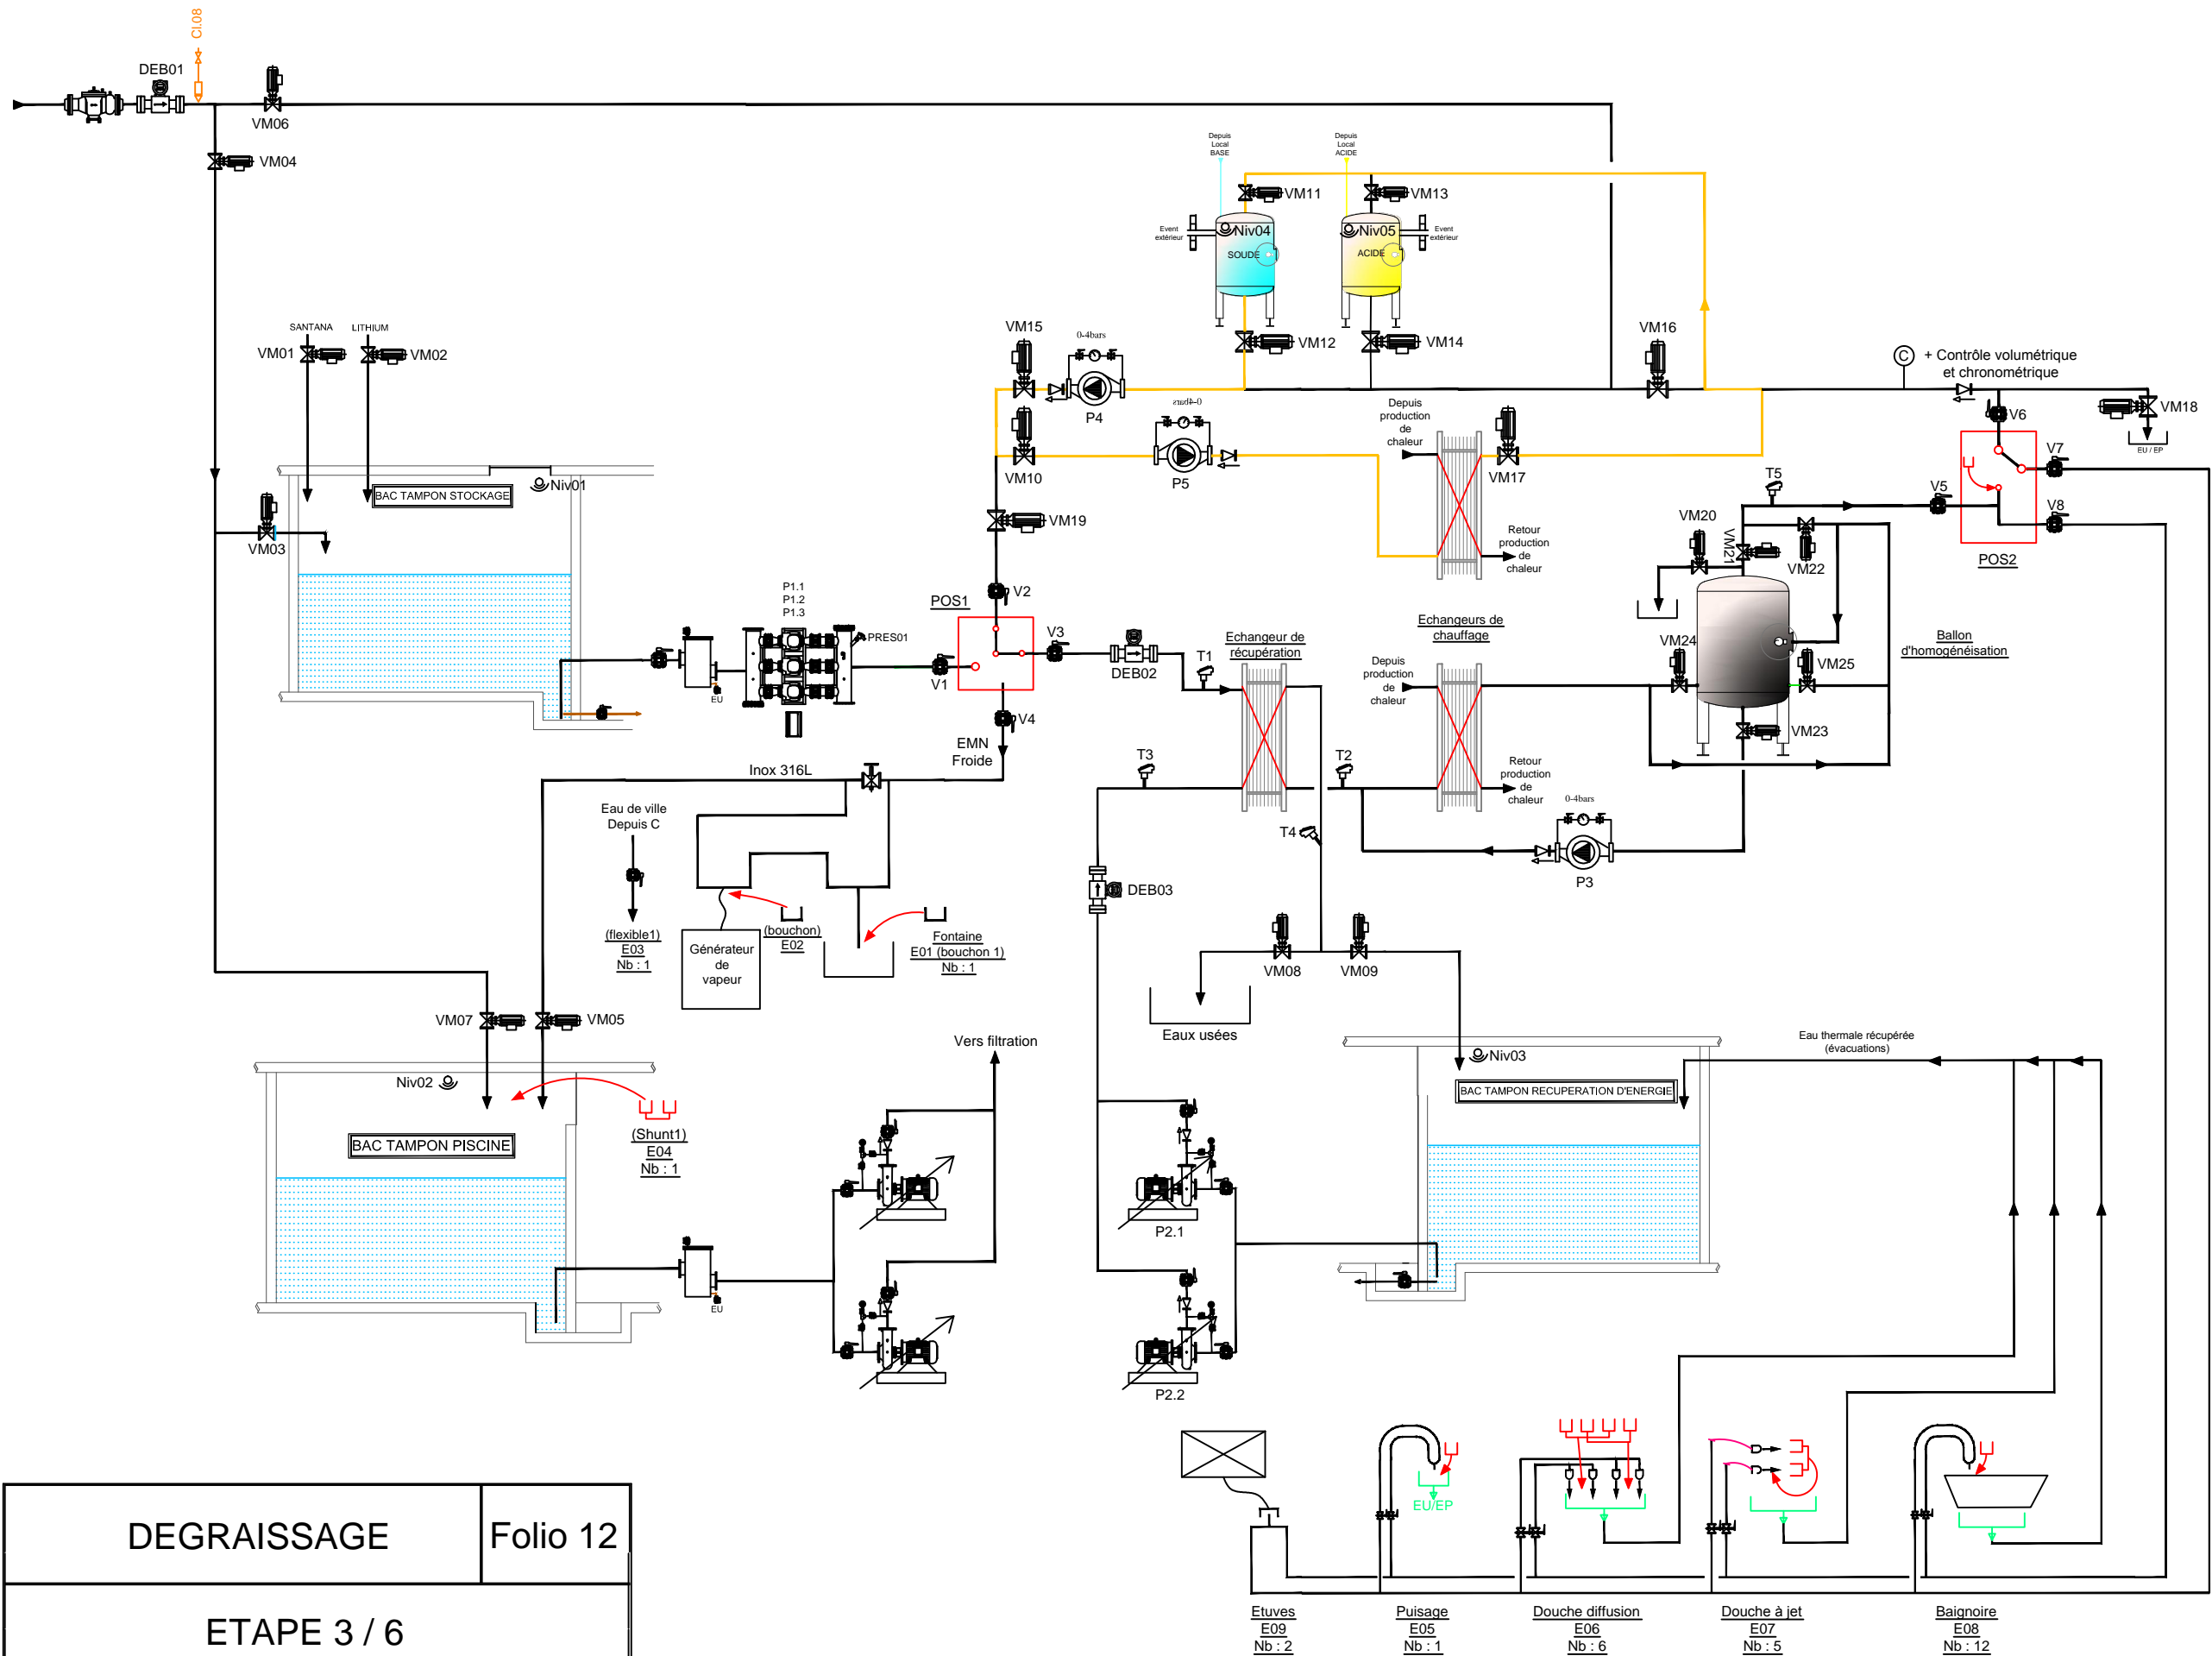 CI.08
DEB01
VM06
VM04
Depuis
Local
BASE
Depuis
Local
ACIDE
VM11
VM13
Event
extérieur
Niv04
SOUDE
Niv05
ACIDE
Event
extérieur
VM12
VM14
SANTANA
LITHIUM
VM01
VM02
VM15
0-4bars
P4
VM16
C
+ Contrôle volumétrique
et chronométrique
V6
VM18
EU / EP
0-4bars
VM10
P5
Depuis
production
de
chaleur
VM17
T5
V7
V5
V8
POS2
BAC TAMPON STOCKAGE
Niv01
VM03
VM19
Retour
production
de
chaleur
VM20
VM21
VM22
P1.1
P1.2
P1.3
PRES01
EU
V2
POS1
V3
V1
V4
DEB02
T1
Echangeur de
récupération
Echangeurs de
chauffage
Depuis
production
de
chaleur
VM24
VM25
Ballon
d'homogénéisation
VM23
EMN
Froide
Inox 316L
T3
T2
Retour
production
de
chaleur
0-4bars
P3
T4
Eau de ville
Depuis C
DEB03
(flexible1)
E03
Nb : 1
Générateur
de
vapeur
(bouchon)
E02
Fontaine
E01 (bouchon 1)
Nb : 1
VM08
VM09
Eaux usées
VM07
VM05
Vers filtration
Niv02
BAC TAMPON PISCINE
(Shunt1)
E04
Nb : 1
EU
Niv03
BAC TAMPON RECUPERATION D'ENERGIE
Eau thermale récupérée
(évacuations)
P2.1
P2.2
EU/EP
DEGRAISSAGE
Folio 12
ETAPE 3 / 6
Etuves
E09
Nb : 2
Puisage
E05
Nb : 1
Douche diffusion
E06
Nb : 6
Douche à jet
E07
Nb : 5
Baignoire
E08
Nb : 12